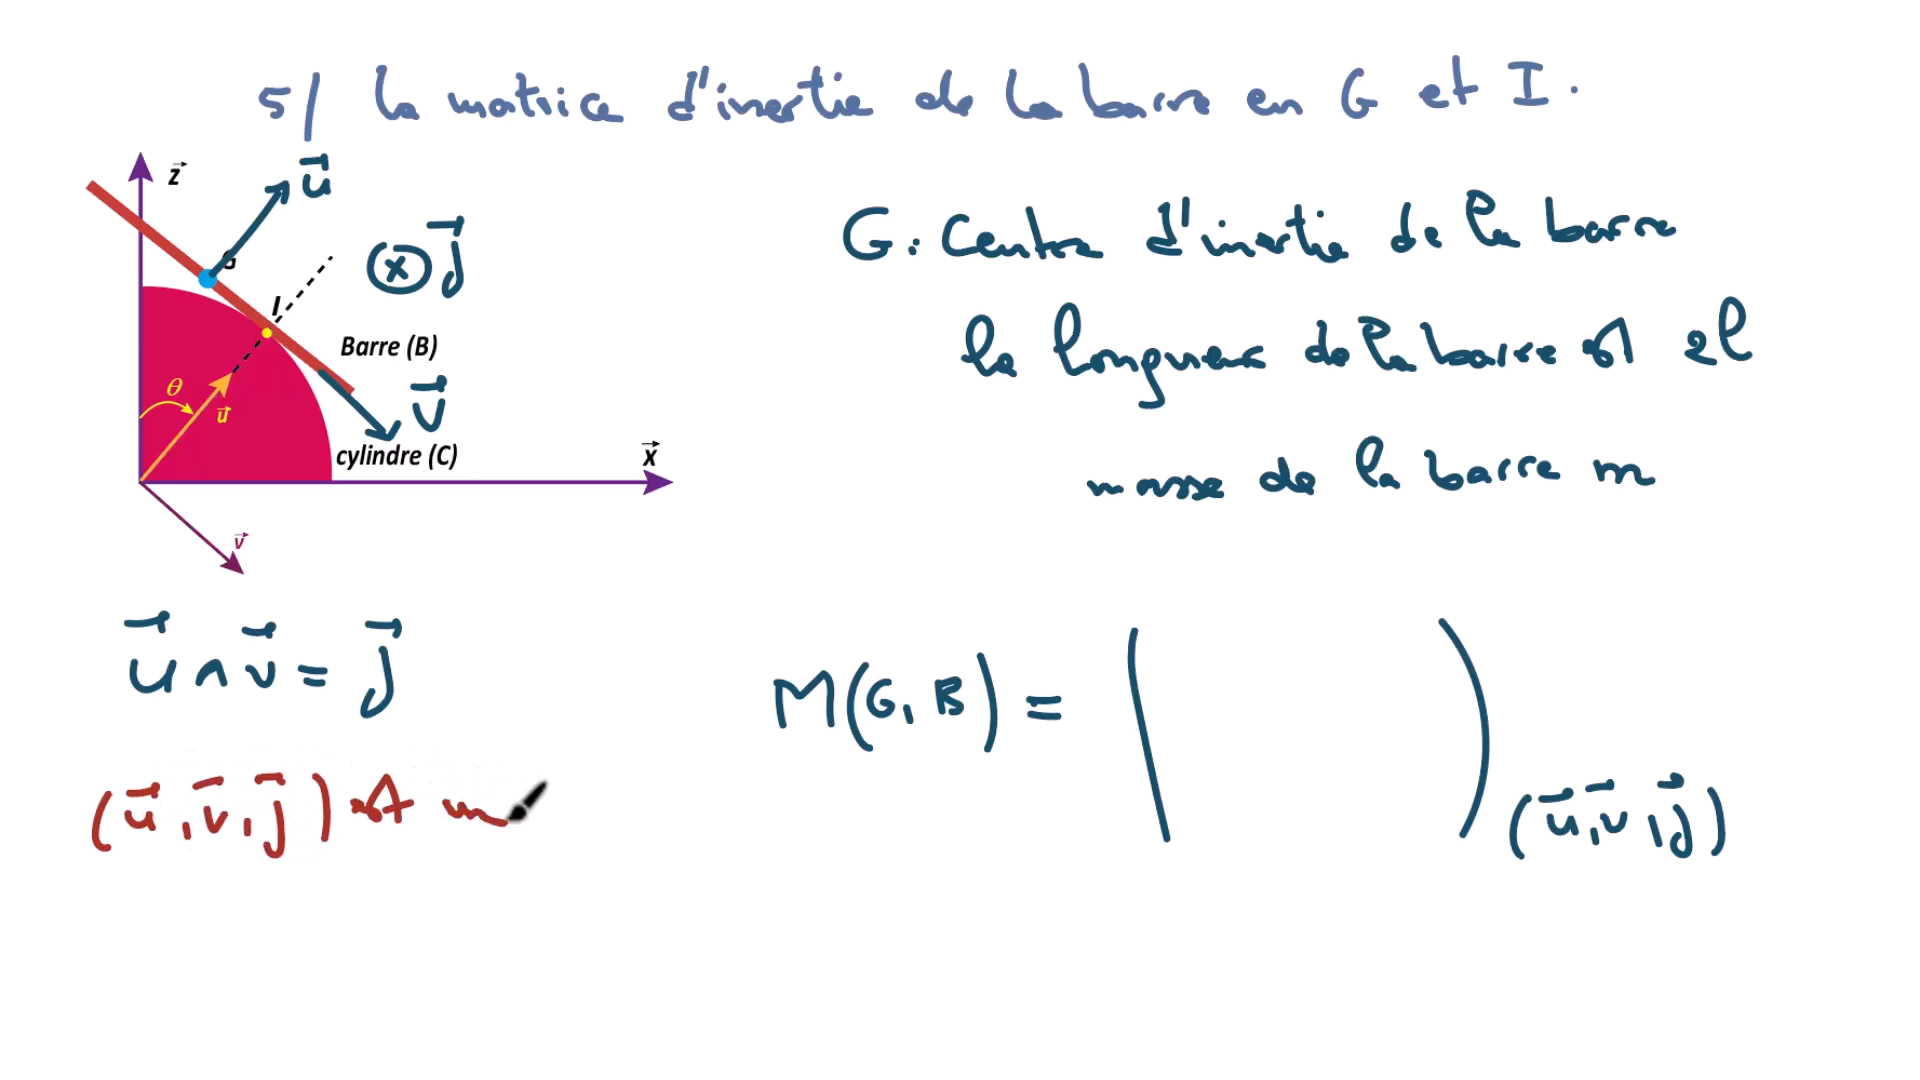 5/ la matrice d'inertie de la barre en G et I.
z⃗
u⃗
G
x j⃗
I
Barre (B)
θ
u⃗
v⃗
cylindre (C)
x⃗
v⃗
G: Centre d'inertie de la barre
la longueur de la barre est 2l
masse de la barre m
u⃗ ∧ v⃗ = j⃗
(u⃗, v⃗, j⃗) est un
M(G, B) = ( ) (u⃗, v⃗, j⃗)